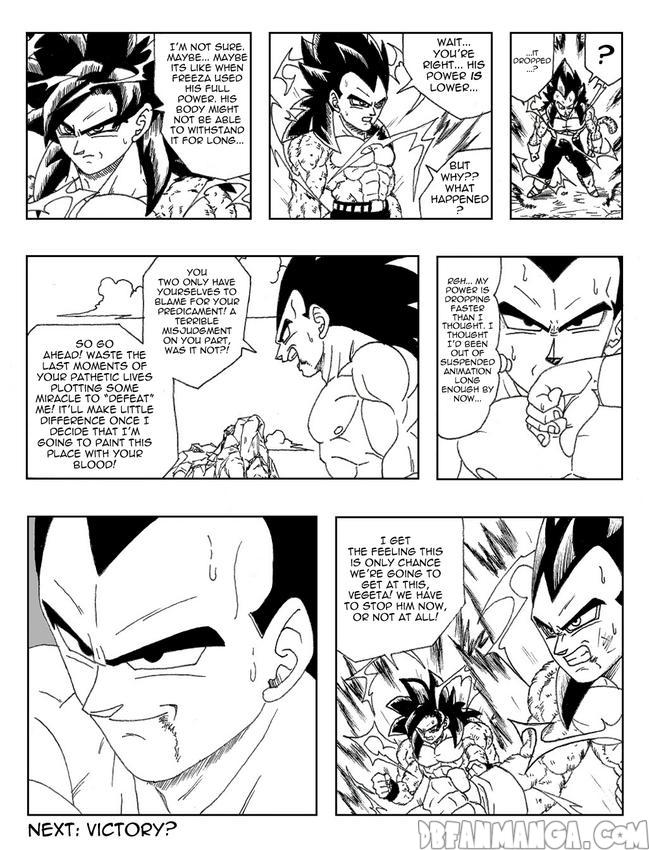 ?
...IT
DROPPED
...?
WAIT...
YOU'RE
RIGHT... HIS
POWER IS
LOWER...
BUT
WHY??
WHAT
HAPPENED
?
I'M NOT SURE.
MAYBE... MAYBE
ITS LIKE WHEN
FREEZA USED
HIS FULL
POWER. HIS
BODY MIGHT
NOT BE ABLE
TO WITHSTAND
IT FOR LONG...
RGH... MY
POWER IS
DROPPING
FASTER
THAN I
THOUGHT. I
THOUGHT
I'D BEEN
OUT OF
SUSPENDED
ANIMATION
LONG
ENOUGH BY
NOW...
YOU
TWO ONLY HAVE
YOURSELVES TO
BLAME FOR YOUR
PREDICAMENT! A
TERRIBLE
MISJUDGMENT
ON YOU PART,
WAS IT NOT?!
SO GO
AHEAD! WASTE THE
LAST MOMENTS OF
YOUR PATHETIC LIVES
PLOTTING SOME
MIRACLE TO "DEFEAT"
ME! IT'LL MAKE LITTLE
DIFFERENCE ONCE I
DECIDE THAT I'M
GOING TO PAINT THIS
PLACE WITH YOUR
BLOOD!
I GET
THE FEELING THIS
IS ONLY CHANCE
WE'RE GOING TO
GET AT THIS,
VEGETA! WE HAVE
TO STOP HIM NOW,
OR NOT AT ALL!
NEXT: VICTORY?
DBFANMANGA.COM